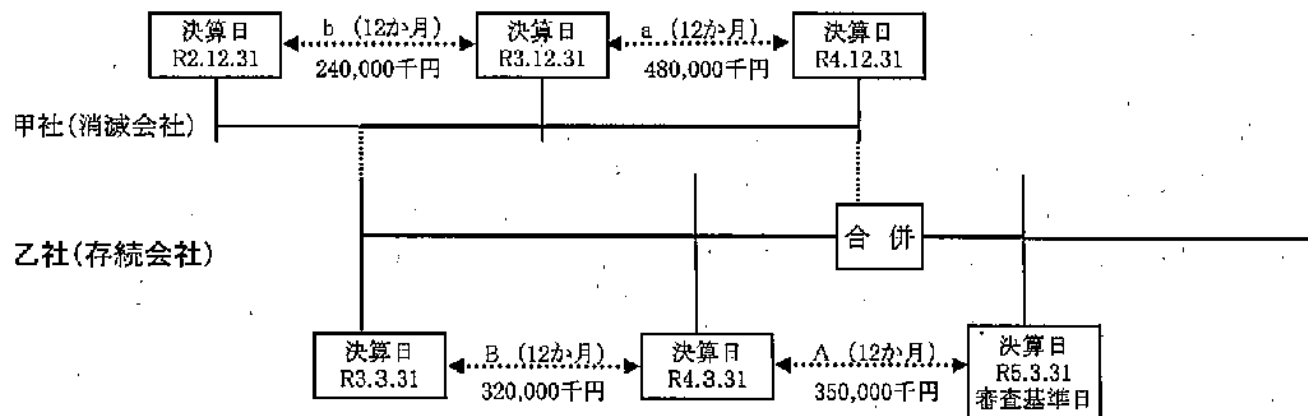 決算日
R2.12.31
b (12か月)
240,000千円
決算日
R3.12.31
a (12か月)
480,000千円
決算日
R4.12.31
甲社(消滅会社)
合併
乙社(存続会社)
決算日
R3.3.31
B (12か月)
320,000千円
決算日
R4.3.31
A (12か月)
350,000千円
決算日
R5.3.31
審査基準日